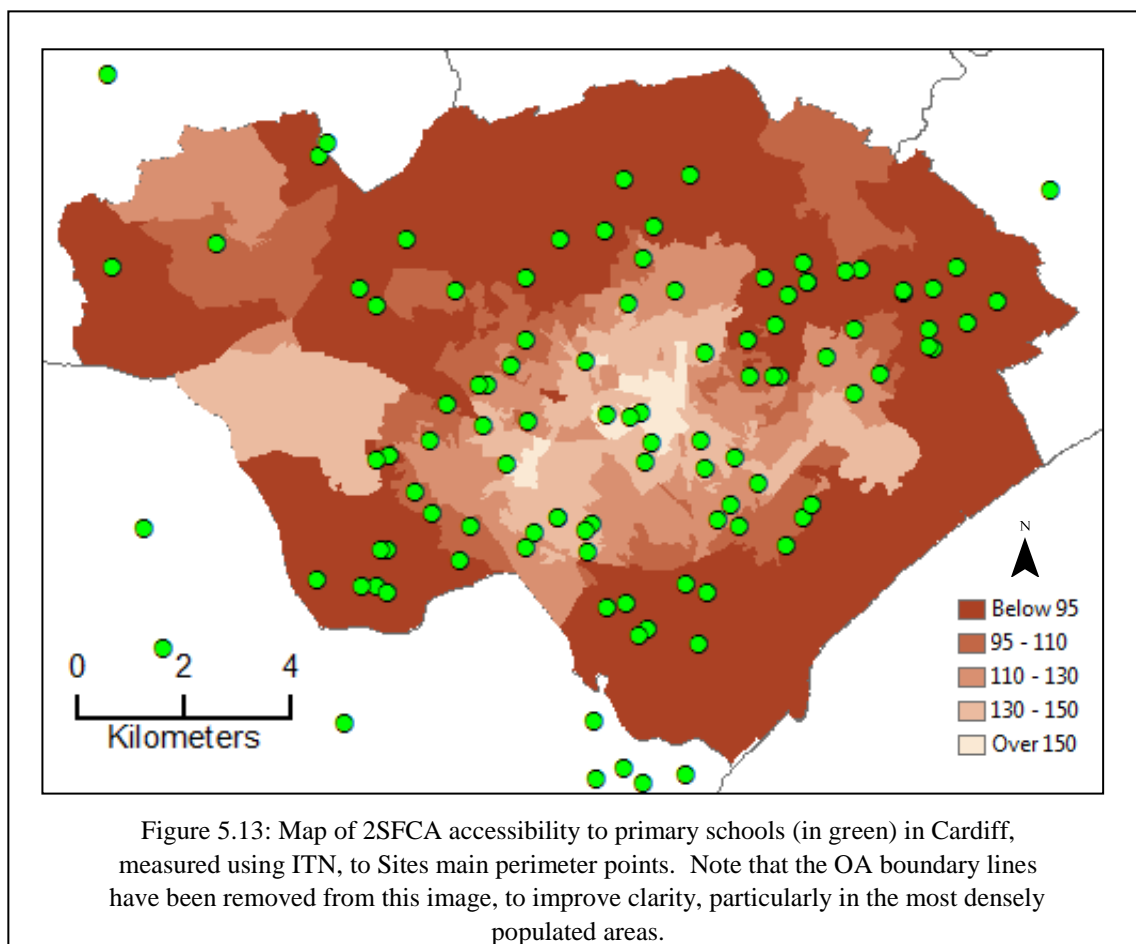 N
Below 95
95 - 110
110 - 130
130 - 150
Over 150
0 2 4
Kilometers
Figure 5.13: Map of 2SFCA accessibility to primary schools (in green) in Cardiff,
measured using ITN, to Sites main perimeter points. Note that the OA boundary lines
have been removed from this image, to improve clarity, particularly in the most densely
populated areas.